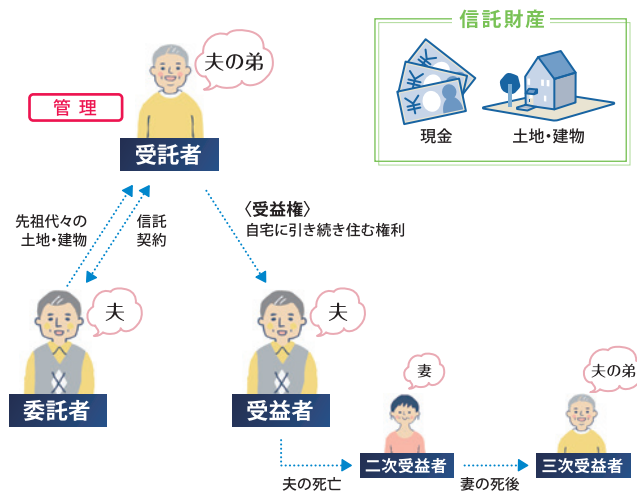 信託財産
夫の弟
管理
現金
土地・建物
受託者
〈受益権〉
自宅に引き続き住む権利
先祖代々の
土地・建物
信託
契約
夫
夫
妻
夫の弟
委託者
受益者
二次受益者
三次受益者
夫の死亡
妻の死後